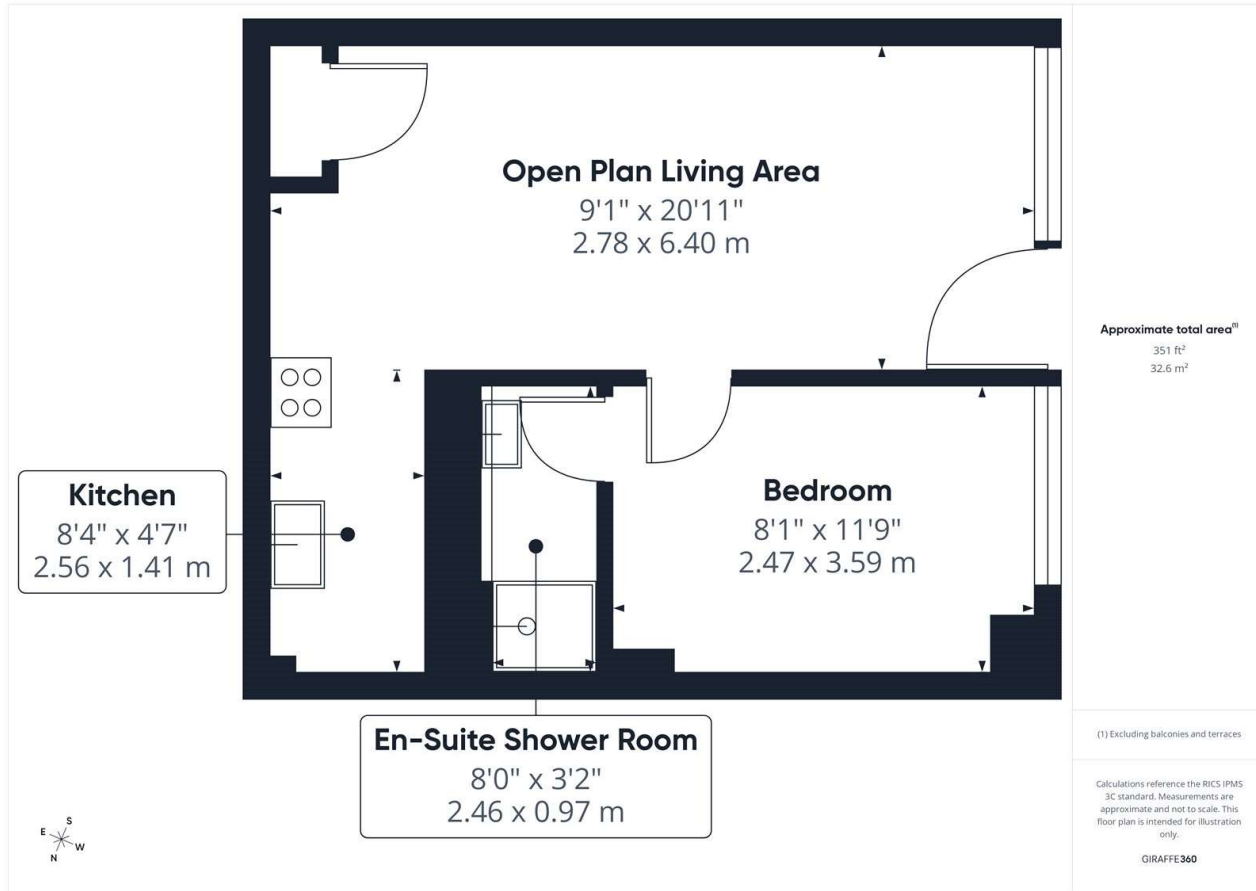 Open Plan Living Area
9'1" x 20'11"
2.78 x 6.40 m
Kitchen
8'4" x 4'7"
2.56 x 1.41 m
Bedroom
8'1" x 11'9"
2.47 x 3.59 m
En-Suite Shower Room
8'0" x 3'2"
2.46 x 0.97 m
S
E
W
N
Approximate total area(1)
351 ft²
32.6 m²
(1) Excluding balconies and terraces
Calculations reference the RICS IPMS
3C standard. Measurements are
approximate and not to scale. This
floor plan is intended for illustration
only.
GIRAFFE360